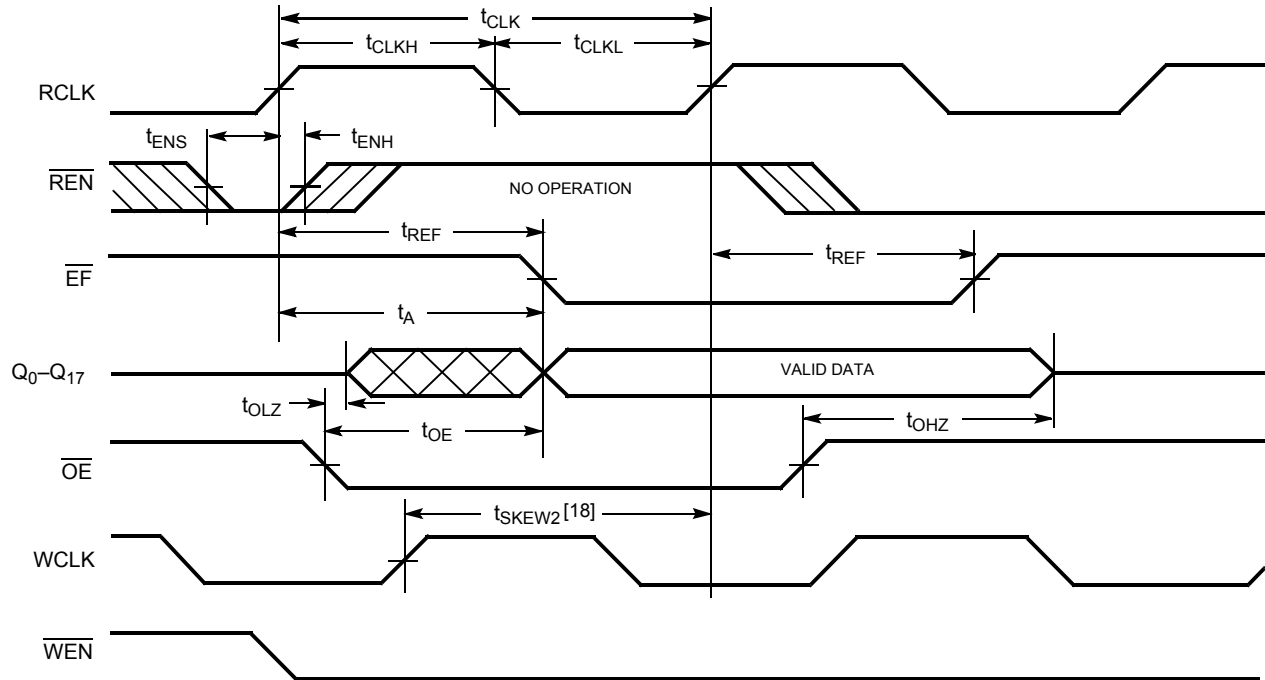 tCLK
tCLKH tCLKL
RCLK
tENS tENH
REN NO OPERATION
tREF tREF
EF
tA
Q0–Q17 VALID DATA
tOLZ tOE tOHZ
OE
tSKEW2 [18]
WCLK
WEN